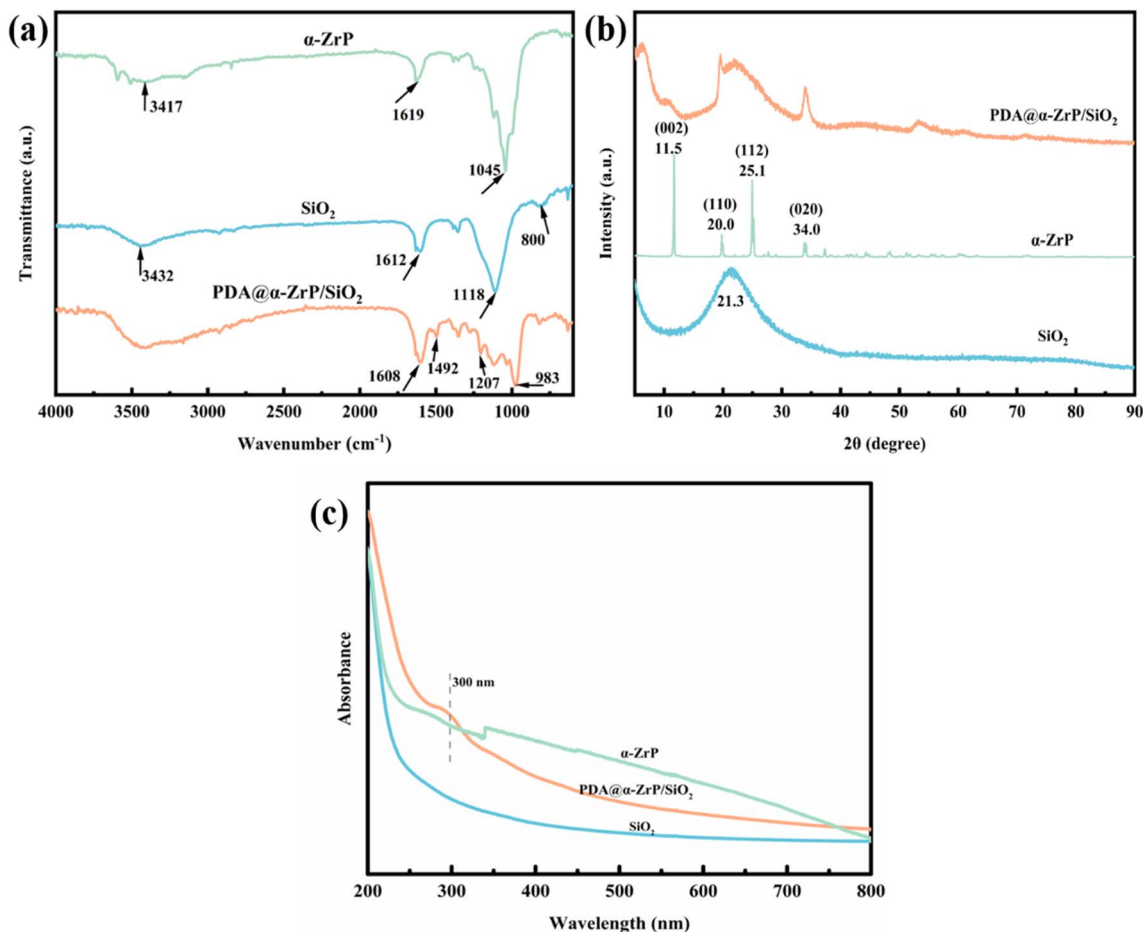 (a)
α-ZrP
3417
1619
1045
SiO₂
3432
1612
1118
800
PDA@α-ZrP/SiO₂
1608
1492
1207
983
4000 3500 3000 2500 2000 1500 1000
Wavenumber (cm⁻¹)
Transmittance (a.u.)
(b)
PDA@α-ZrP/SiO₂
(002)
11.5
(112)
25.1
(110)
20.0
(020)
34.0
α-ZrP
21.3
SiO₂
10 20 30 40 50 60 70 80 90
2θ (degree)
Intensity (a.u.)
(c)
300 nm
α-ZrP
PDA@α-ZrP/SiO₂
SiO₂
200 300 400 500 600 700 800
Wavelength (nm)
Absorbance